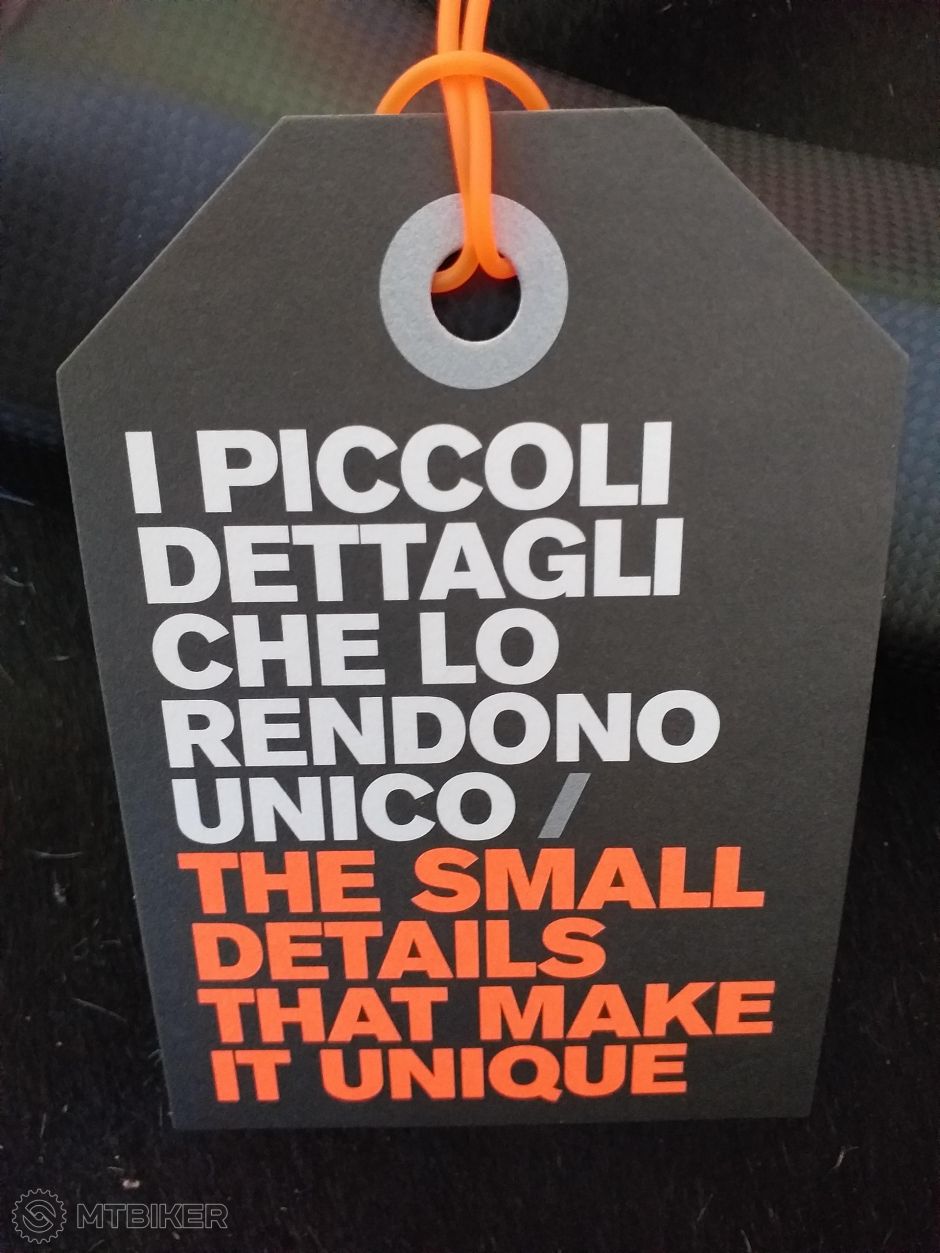 I PICCOLI
DETTAGLI
CHE LO
RENDONO
UNICO /
THE SMALL
DETAILS
THAT MAKE
IT UNIQUE
MTBIKER